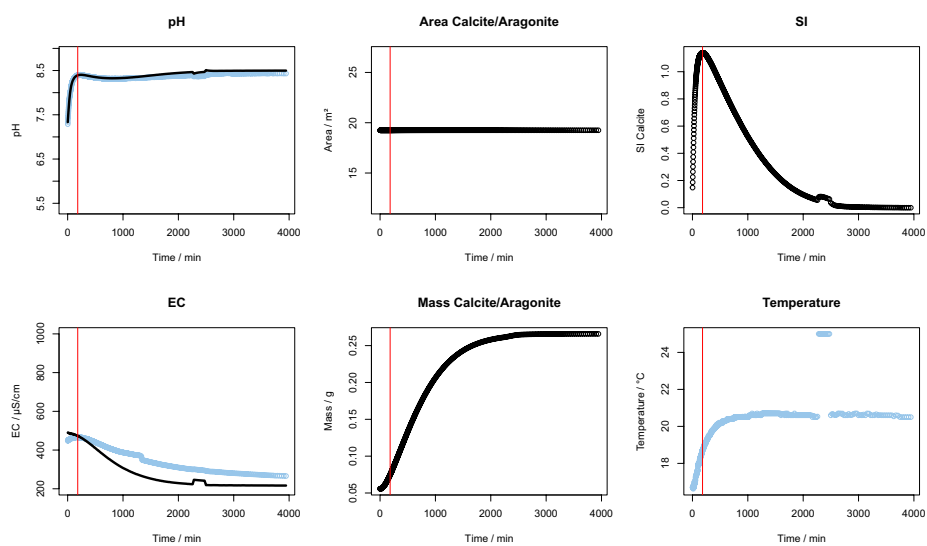 pH
8.5
7.5
6.5
5.5
pH
0 1000 2000 3000 4000
Time / min
Area Calcite/Aragonite
25
20
15
Area / m²
0 1000 2000 3000 4000
Time / min
SI
1.0
0.8
0.6
0.4
0.2
0.0
SI Calcite
0 1000 2000 3000 4000
Time / min
EC
1000
800
600
400
200
EC / µS/cm
0 1000 2000 3000 4000
Time / min
Mass Calcite/Aragonite
0.25
0.20
0.15
0.10
0.05
Mass / g
0 1000 2000 3000 4000
Time / min
Temperature
24
22
20
18
Temperature / °C
0 1000 2000 3000 4000
Time / min